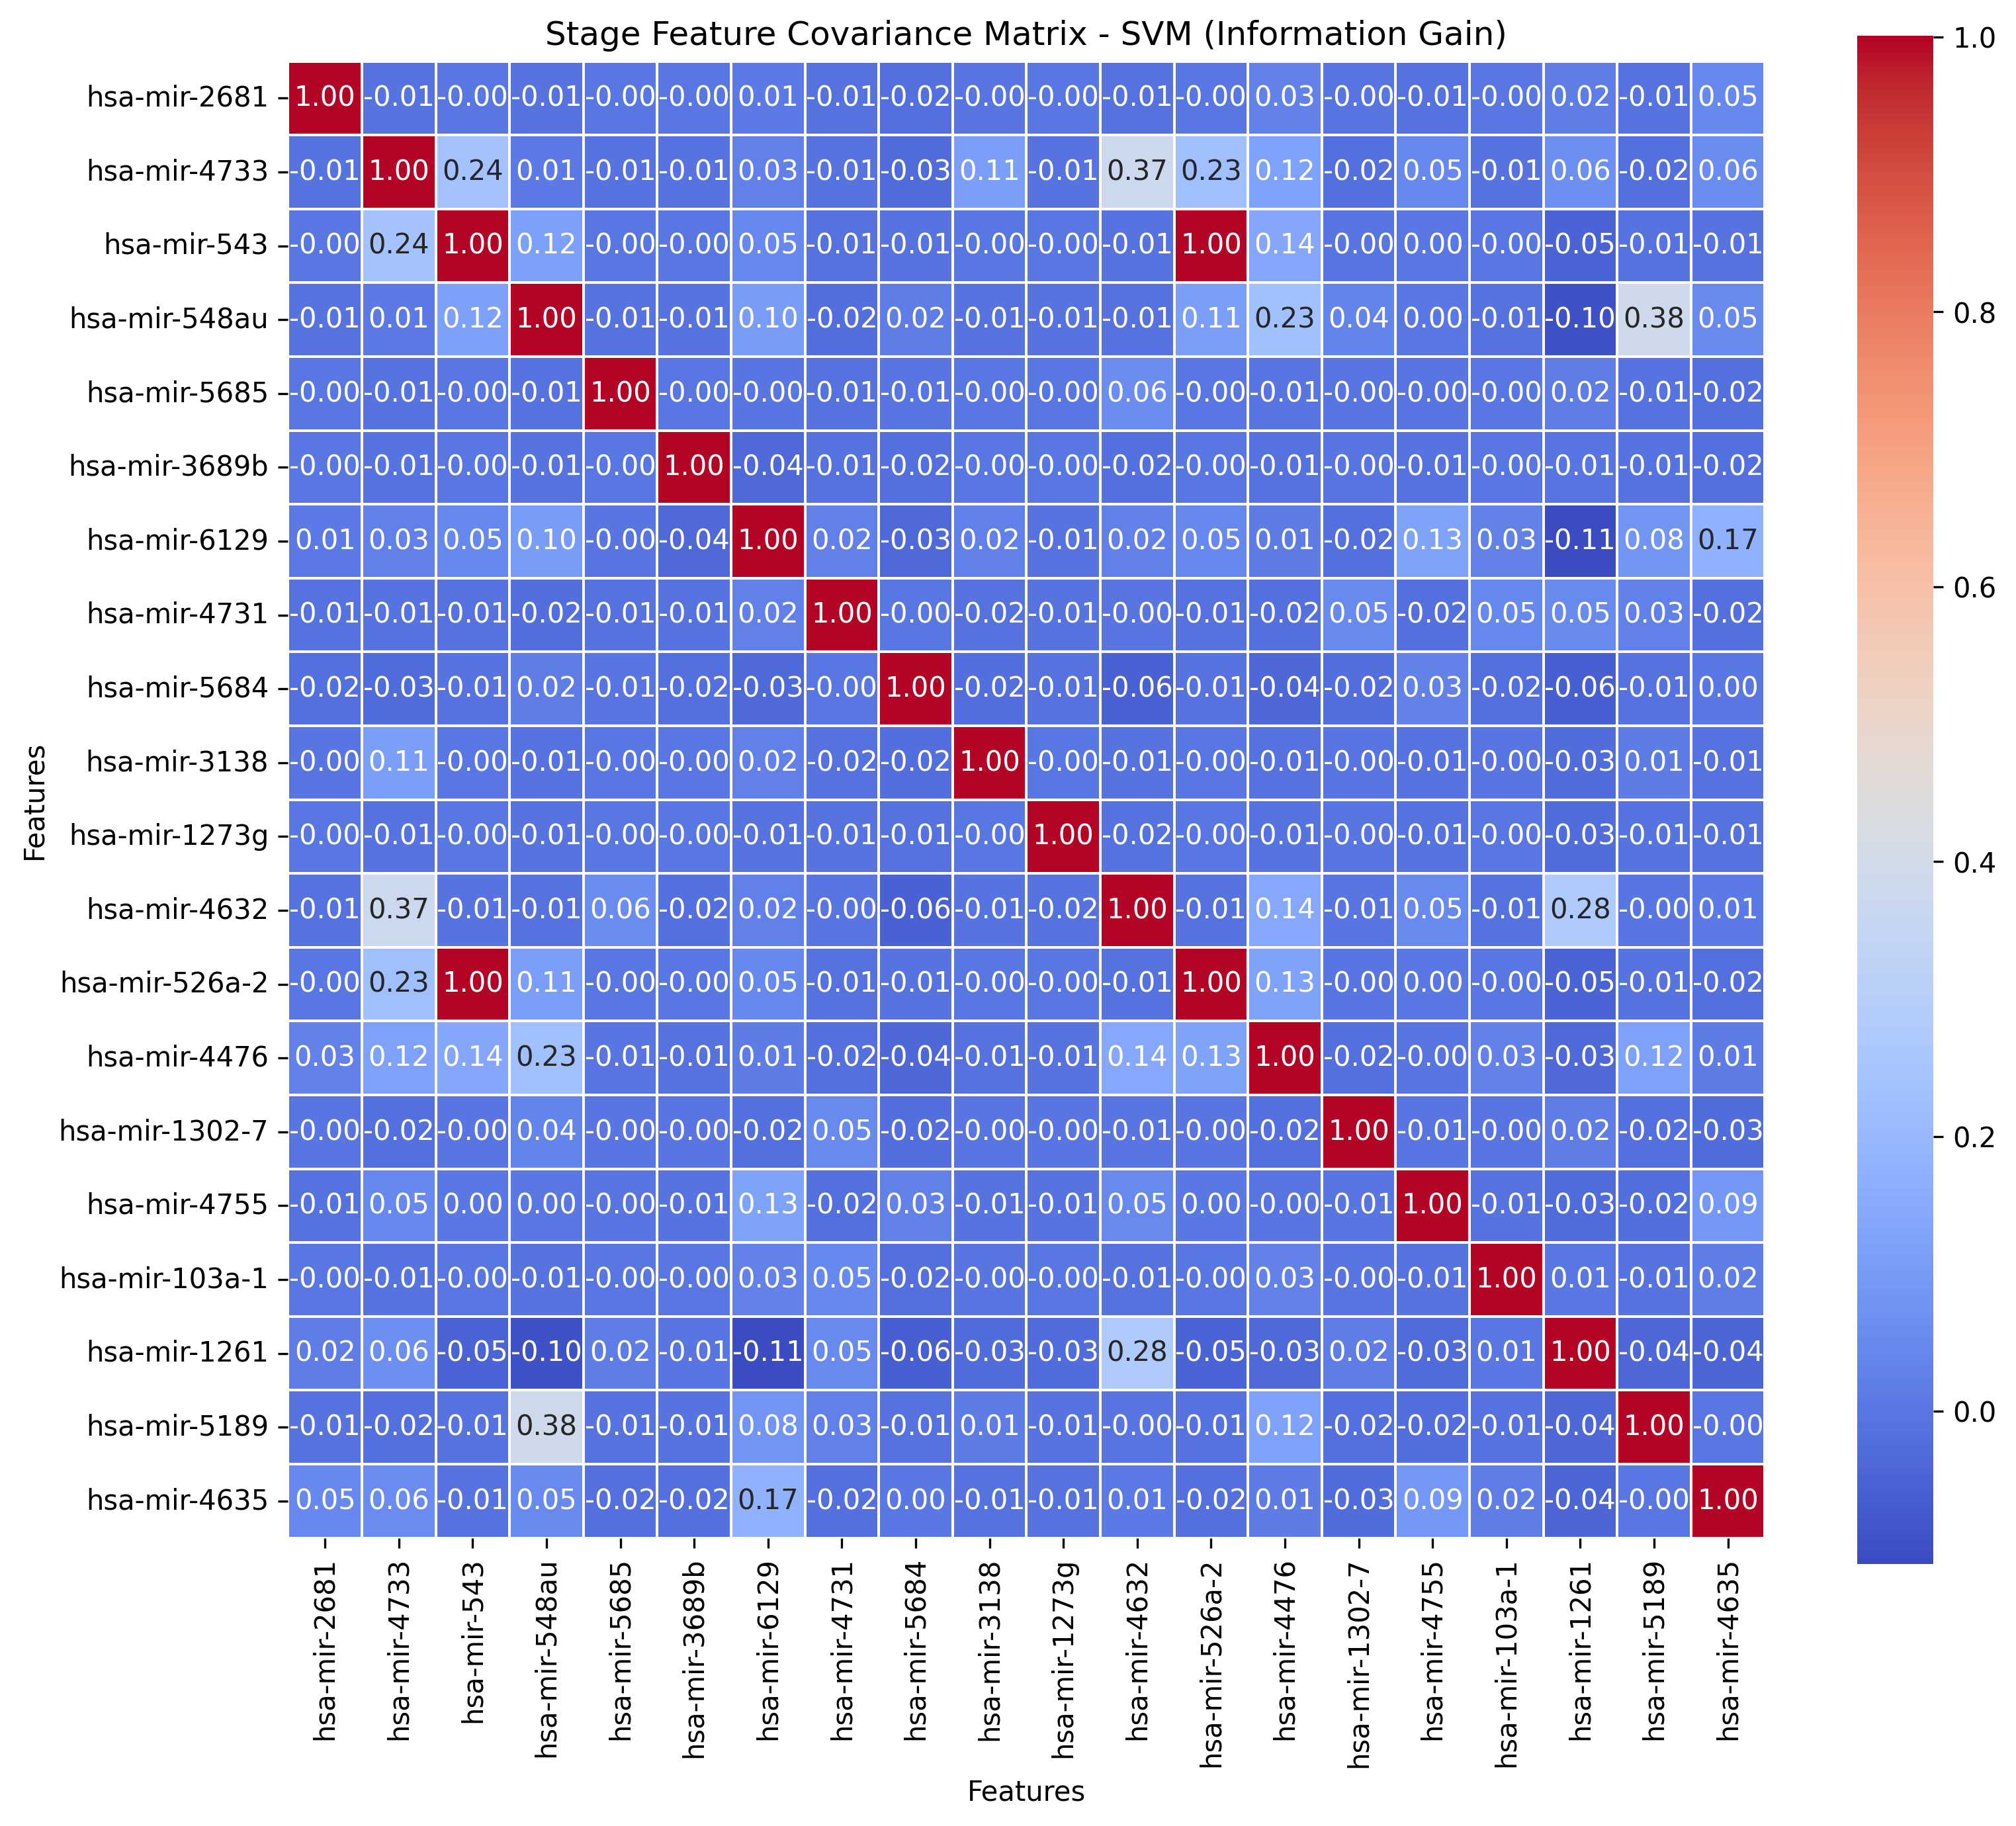 Stage Feature Covariance Matrix - SVM (Information Gain)
hsa-mir-2681 1.00 -0.01 -0.00 -0.01 -0.00 -0.00 0.01 -0.01 -0.02 -0.00 -0.00 -0.01 -0.00 0.03 -0.00 -0.01 -0.00 0.02 -0.01 0.05
hsa-mir-4733 -0.01 1.00 0.24 0.01 -0.01 -0.01 0.03 -0.01 -0.03 0.11 -0.01 0.37 0.23 0.12 -0.02 0.05 -0.01 0.06 -0.02 0.06
hsa-mir-543 -0.00 0.24 1.00 0.12 -0.00 -0.00 0.05 -0.01 -0.01 -0.00 -0.00 -0.01 1.00 0.14 -0.00 0.00 -0.00 -0.05 -0.01 -0.01
hsa-mir-548au -0.01 0.01 0.12 1.00 -0.01 -0.01 0.10 -0.02 0.02 -0.01 -0.01 -0.01 0.11 0.23 0.04 0.00 -0.01 -0.10 0.38 0.05
hsa-mir-5685 -0.00 -0.01 -0.00 -0.01 1.00 -0.00 -0.00 -0.01 -0.01 -0.00 -0.00 0.06 -0.00 -0.01 -0.00 -0.00 -0.00 0.02 -0.01 -0.02
hsa-mir-3689b -0.00 -0.01 -0.00 -0.01 -0.00 1.00 -0.04 -0.01 -0.02 -0.00 -0.00 -0.02 -0.00 -0.01 -0.00 -0.01 -0.00 -0.01 -0.01 -0.02
hsa-mir-6129 0.01 0.03 0.05 0.10 -0.00 -0.04 1.00 0.02 -0.03 0.02 -0.01 0.02 0.05 0.01 -0.02 0.13 0.03 -0.11 0.08 0.17
hsa-mir-4731 -0.01 -0.01 -0.01 -0.02 -0.01 -0.01 0.02 1.00 -0.00 -0.02 -0.01 -0.00 -0.01 -0.02 0.05 -0.02 0.05 0.05 0.03 -0.02
hsa-mir-5684 -0.02 -0.03 -0.01 0.02 -0.01 -0.02 -0.03 -0.00 1.00 -0.02 -0.01 -0.06 -0.01 -0.04 -0.02 0.03 -0.02 -0.06 -0.01 0.00
hsa-mir-3138 -0.00 0.11 -0.00 -0.01 -0.00 -0.00 0.02 -0.02 -0.02 1.00 -0.00 -0.01 -0.00 -0.01 -0.00 -0.01 -0.00 -0.03 0.01 -0.01
hsa-mir-1273g -0.00 -0.01 -0.00 -0.01 -0.00 -0.00 -0.01 -0.01 -0.01 -0.00 1.00 -0.02 -0.00 -0.01 -0.00 -0.01 -0.00 -0.03 -0.01 -0.01
hsa-mir-4632 -0.01 0.37 -0.01 -0.01 0.06 -0.02 0.02 -0.00 -0.06 -0.01 -0.02 1.00 -0.01 0.14 -0.01 0.05 -0.01 0.28 -0.00 0.01
hsa-mir-526a-2 -0.00 0.23 1.00 0.11 -0.00 -0.00 0.05 -0.01 -0.01 -0.00 -0.00 -0.01 1.00 0.13 -0.00 0.00 -0.00 -0.05 -0.01 -0.02
hsa-mir-4476 0.03 0.12 0.14 0.23 -0.01 -0.01 0.01 -0.02 -0.04 -0.01 -0.01 0.14 0.13 1.00 -0.02 -0.00 0.03 -0.03 0.12 0.01
hsa-mir-1302-7 -0.00 -0.02 -0.00 0.04 -0.00 -0.00 -0.02 0.05 -0.02 -0.00 -0.00 -0.01 -0.00 -0.02 1.00 -0.01 -0.00 0.02 -0.02 -0.03
hsa-mir-4755 -0.01 0.05 0.00 0.00 -0.00 -0.01 0.13 -0.02 0.03 -0.01 -0.01 0.05 0.00 -0.00 -0.01 1.00 -0.01 -0.03 -0.02 0.09
hsa-mir-103a-1 -0.00 -0.01 -0.00 -0.01 -0.00 -0.00 0.03 0.05 -0.02 -0.00 -0.00 -0.01 -0.00 0.03 -0.00 -0.01 1.00 0.01 -0.01 0.02
hsa-mir-1261 0.02 0.06 -0.05 -0.10 0.02 -0.01 -0.11 0.05 -0.06 -0.03 -0.03 0.28 -0.05 -0.03 0.02 -0.03 0.01 1.00 -0.04 -0.04
hsa-mir-5189 -0.01 -0.02 -0.01 0.38 -0.01 -0.01 0.08 0.03 -0.01 0.01 -0.01 -0.00 -0.01 0.12 -0.02 -0.02 -0.01 -0.04 1.00 -0.00
hsa-mir-4635 0.05 0.06 -0.01 0.05 -0.02 -0.02 0.17 -0.02 0.00 -0.01 -0.01 0.01 -0.02 0.01 -0.03 0.09 0.02 -0.04 -0.00 1.00
hsa-mir-2681
hsa-mir-4733
hsa-mir-543
hsa-mir-548au
hsa-mir-5685
hsa-mir-3689b
hsa-mir-6129
hsa-mir-4731
hsa-mir-5684
hsa-mir-3138
hsa-mir-1273g
hsa-mir-4632
hsa-mir-526a-2
hsa-mir-4476
hsa-mir-1302-7
hsa-mir-4755
hsa-mir-103a-1
hsa-mir-1261
hsa-mir-5189
hsa-mir-4635
Features
Features
1.0
0.8
0.6
0.4
0.2
0.0